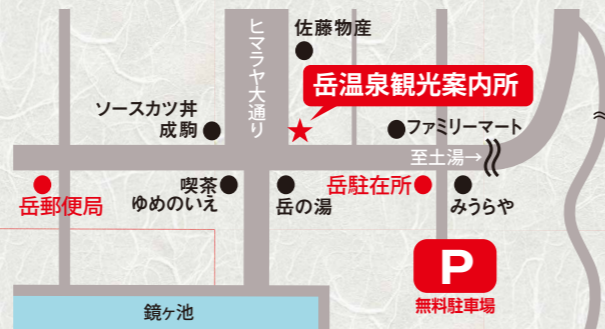 佐藤物産
ヒマラヤ大通り
岳温泉観光案内所
ソースカツ丼
成駒
ファミリーマート
至土湯→
岳郵便局
喫茶
ゆめのいえ
岳の湯
岳駐在所
みうらや
P
無料駐車場
鏡ヶ池